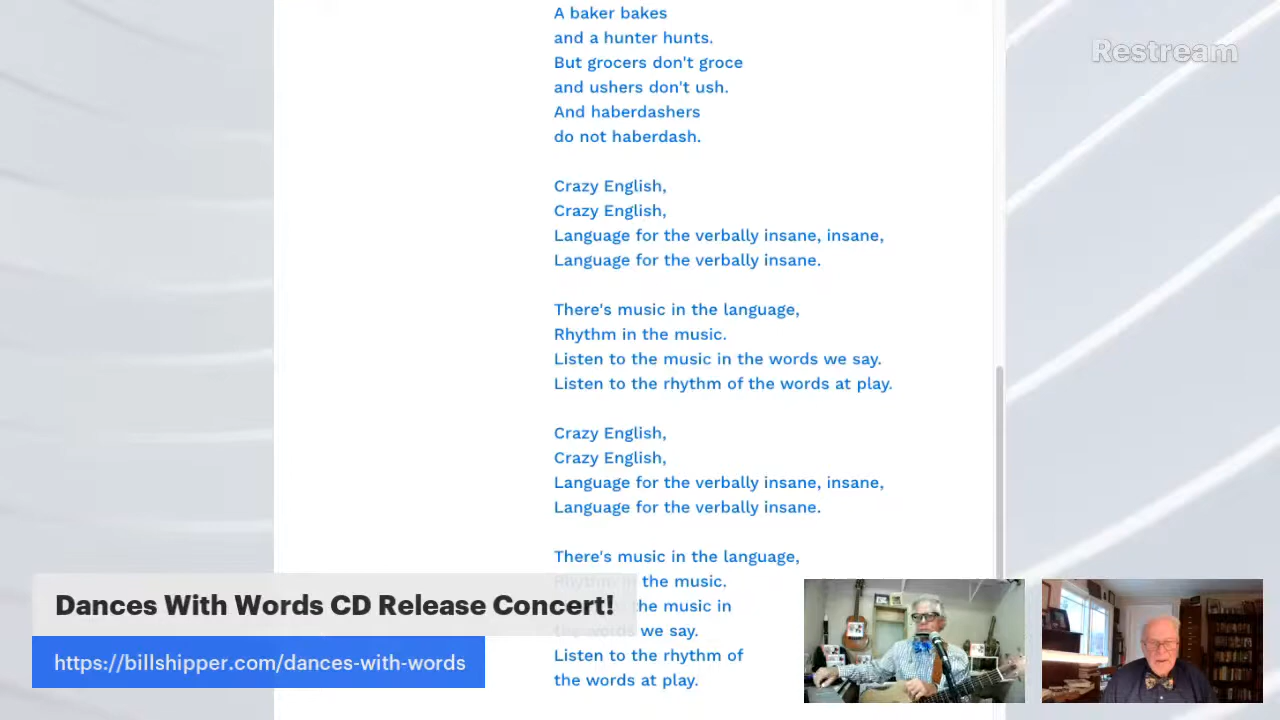 A baker bakes
and a hunter hunts.
But grocers don't groce
and ushers don't ush.
And haberdashers
do not haberdash.
Restream
Crazy English,
Crazy English,
Language for the verbally insane, insane,
Language for the verbally insane.
There's music in the language,
Rhythm in the music.
Listen to the music in the words we say.
Listen to the rhythm of the words at play.
Crazy English,
Crazy English,
Language for the verbally insane, insane,
Language for the verbally insane.
There's music in the language,
Rhythm in the music.
the music in
the words we say.
Listen to the rhythm of
the words at play.
Dances With Words CD Release Concert!
https://billshipper.com/dances-with-words